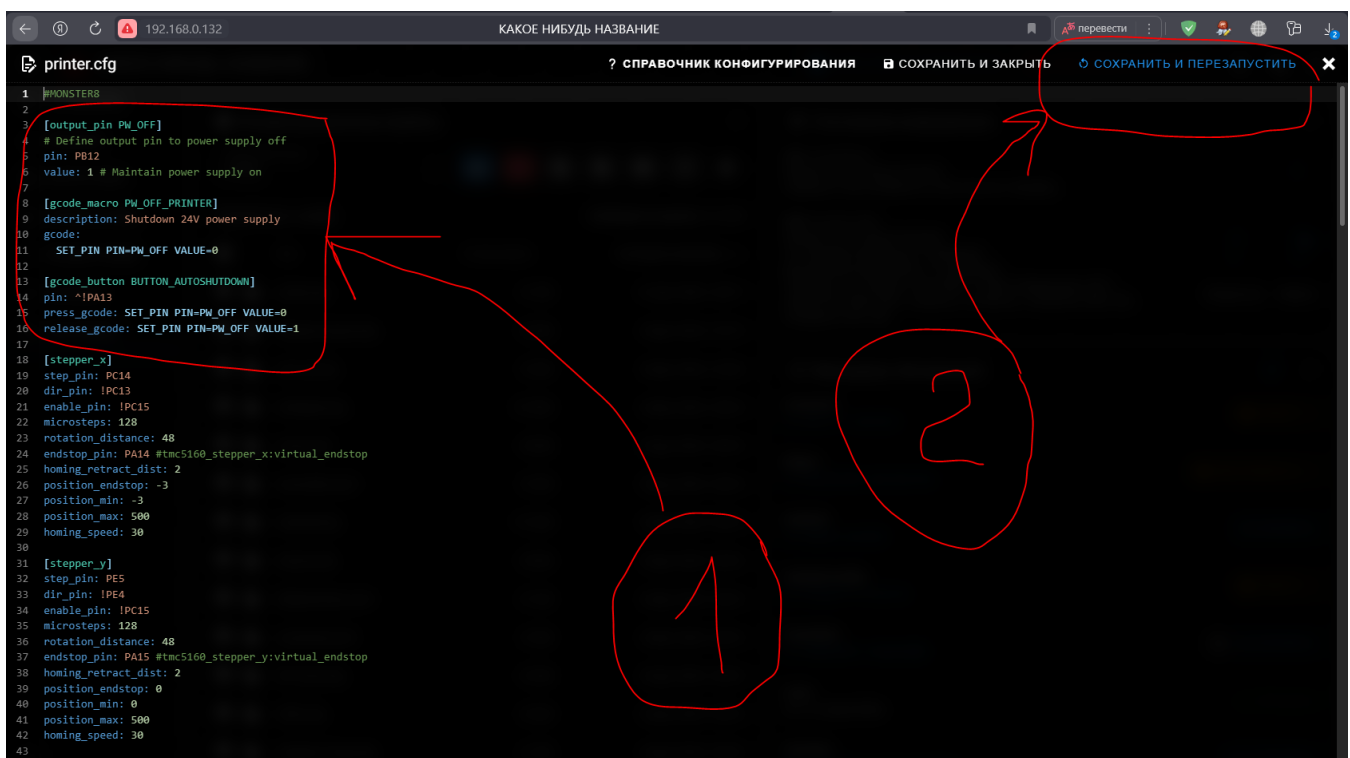 192.168.0.132 КАКОЕ НИБУДЬ НАЗВАНИЕ перевести 2
printer.cfg ? СПРАВОЧНИК КОНФИГУРИРОВАНИЯ СОХРАНИТЬ И ЗАКРЫТЬ СОХРАНИТЬ И ПЕРЕЗАПУСТИТЬ
1 #MONSTER8
2
3 [output_pin PW_OFF]
4 # Define output pin to power supply off
5 pin: PB12
6 value: 1 # Maintain power supply on
7
8 [gcode_macro PW_OFF_PRINTER]
9 description: Shutdown 24V power supply
10 gcode:
11 SET_PIN PIN=PW_OFF VALUE=0
12
13 [gcode_button BUTTON_AUTOSHUTDOWN]
14 pin: ^!PA13
15 press_gcode: SET_PIN PIN=PW_OFF VALUE=0
16 release_gcode: SET_PIN PIN=PW_OFF VALUE=1
17
18 [stepper_x]
19 step_pin: PC14
20 dir_pin: !PC13
21 enable_pin: !PC15
22 microsteps: 128
23 rotation_distance: 48
24 endstop_pin: PA14 #tmc5160_stepper_x:virtual_endstop
25 homing_retract_dist: 2
26 position_endstop: -3
27 position_min: -3
28 position_max: 500
29 homing_speed: 30
30
31 [stepper_y]
32 step_pin: PE5
33 dir_pin: !PE4
34 enable_pin: !PC15
35 microsteps: 128
36 rotation_distance: 48
37 endstop_pin: PA15 #tmc5160_stepper_y:virtual_endstop
38 homing_retract_dist: 2
39 position_endstop: 0
40 position_min: 0
41 position_max: 500
42 homing_speed: 30
43
2
1